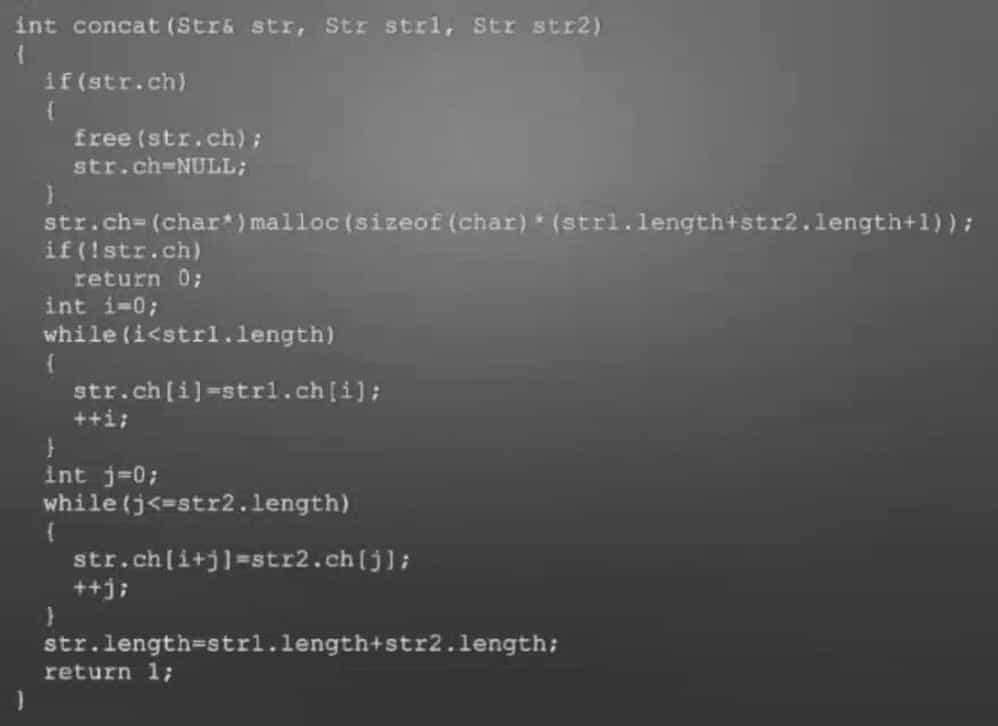 int concat(Str& str, Str str1, Str str2)
{
  if(str.ch)
  {
    free(str.ch);
    str.ch=NULL;
  }
  str.ch=(char*)malloc(sizeof(char)*(str1.length+str2.length+1));
  if(!str.ch)
    return 0;
  int i=0;
  while(i<str1.length)
  {
    str.ch[i]=str1.ch[i];
    ++i;
  }
  int j=0;
  while(j<=str2.length)
  {
    str.ch[i+j]=str2.ch[j];
    ++j;
  }
  str.length=str1.length+str2.length;
  return 1;
}